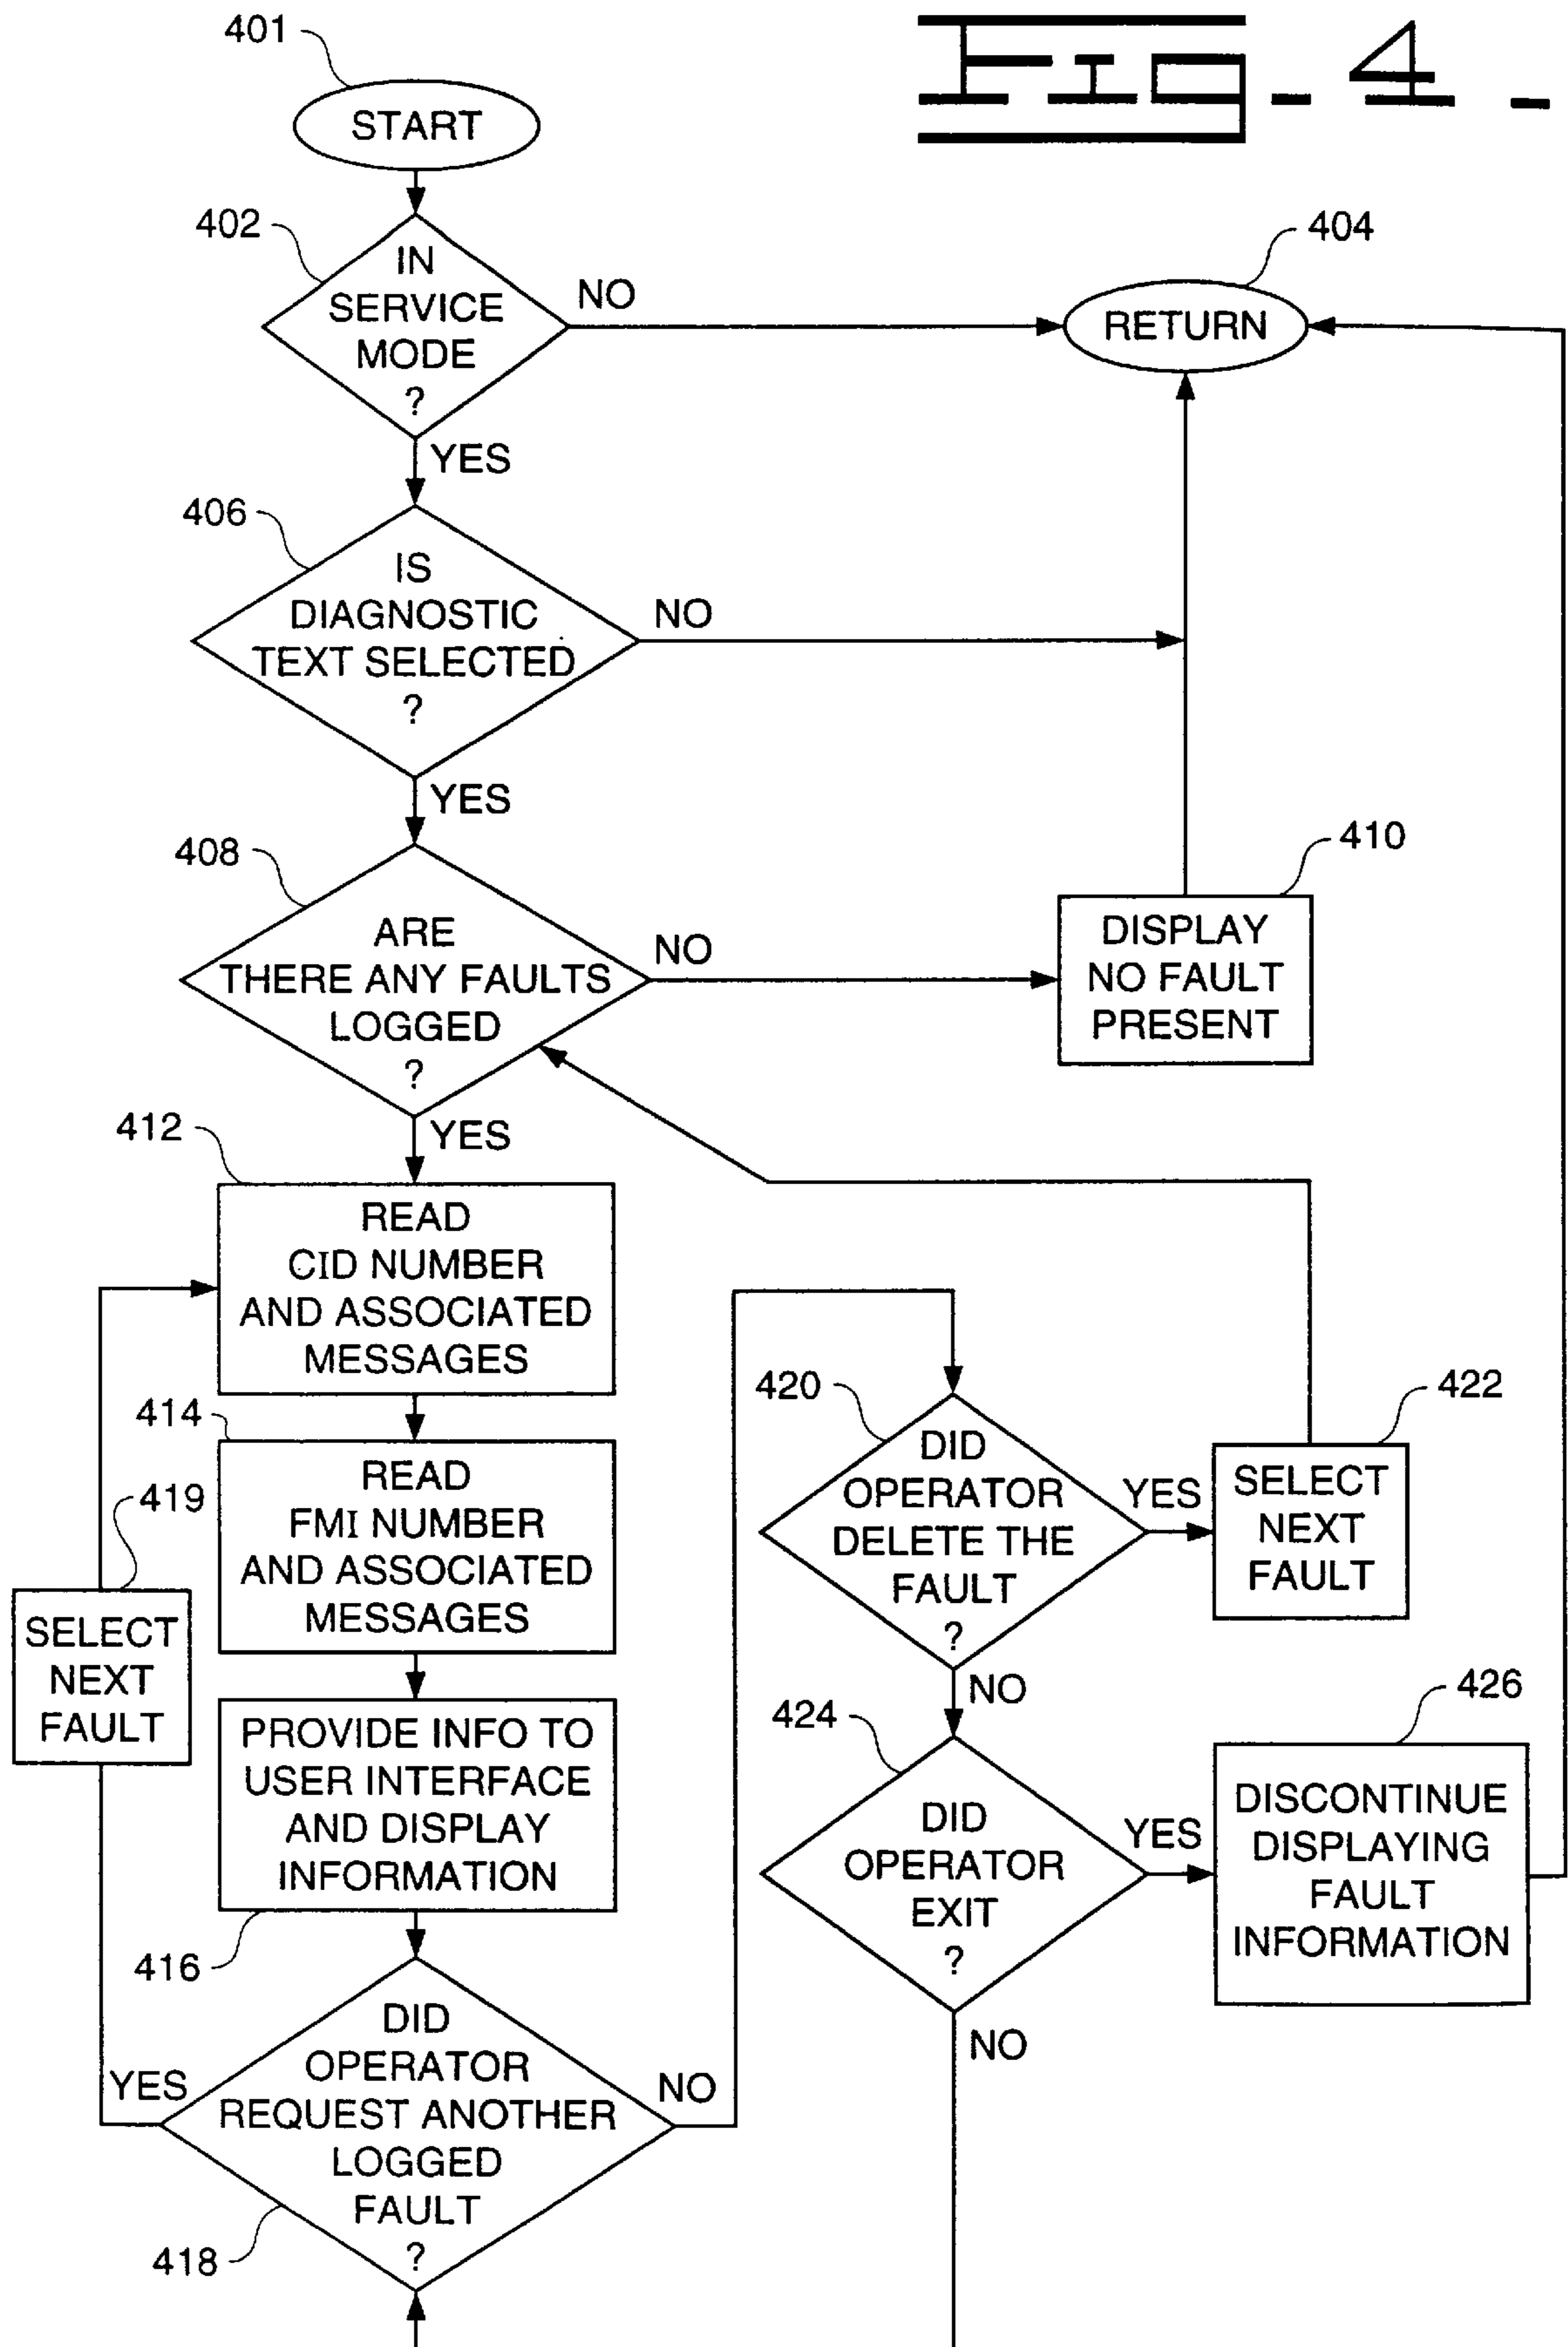 FIG-4-
401
START
402
IN
SERVICE
MODE
?
NO
404
RETURN
YES
406
IS
DIAGNOSTIC
TEXT SELECTED
?
NO
YES
408
ARE
THERE ANY FAULTS
LOGGED
?
NO
410
DISPLAY
NO FAULT
PRESENT
YES
412
READ
CID NUMBER
AND ASSOCIATED
MESSAGES
414
READ
FMI NUMBER
AND ASSOCIATED
MESSAGES
419
SELECT
NEXT
FAULT
PROVIDE INFO TO
USER INTERFACE
AND DISPLAY
INFORMATION
416
DID
OPERATOR
REQUEST ANOTHER
LOGGED
FAULT
?
YES
NO
418
420
DID
OPERATOR
DELETE THE
FAULT
?
YES
422
SELECT
NEXT
FAULT
NO
424
DID
OPERATOR
EXIT
?
YES
426
DISCONTINUE
DISPLAYING
FAULT
INFORMATION
NO